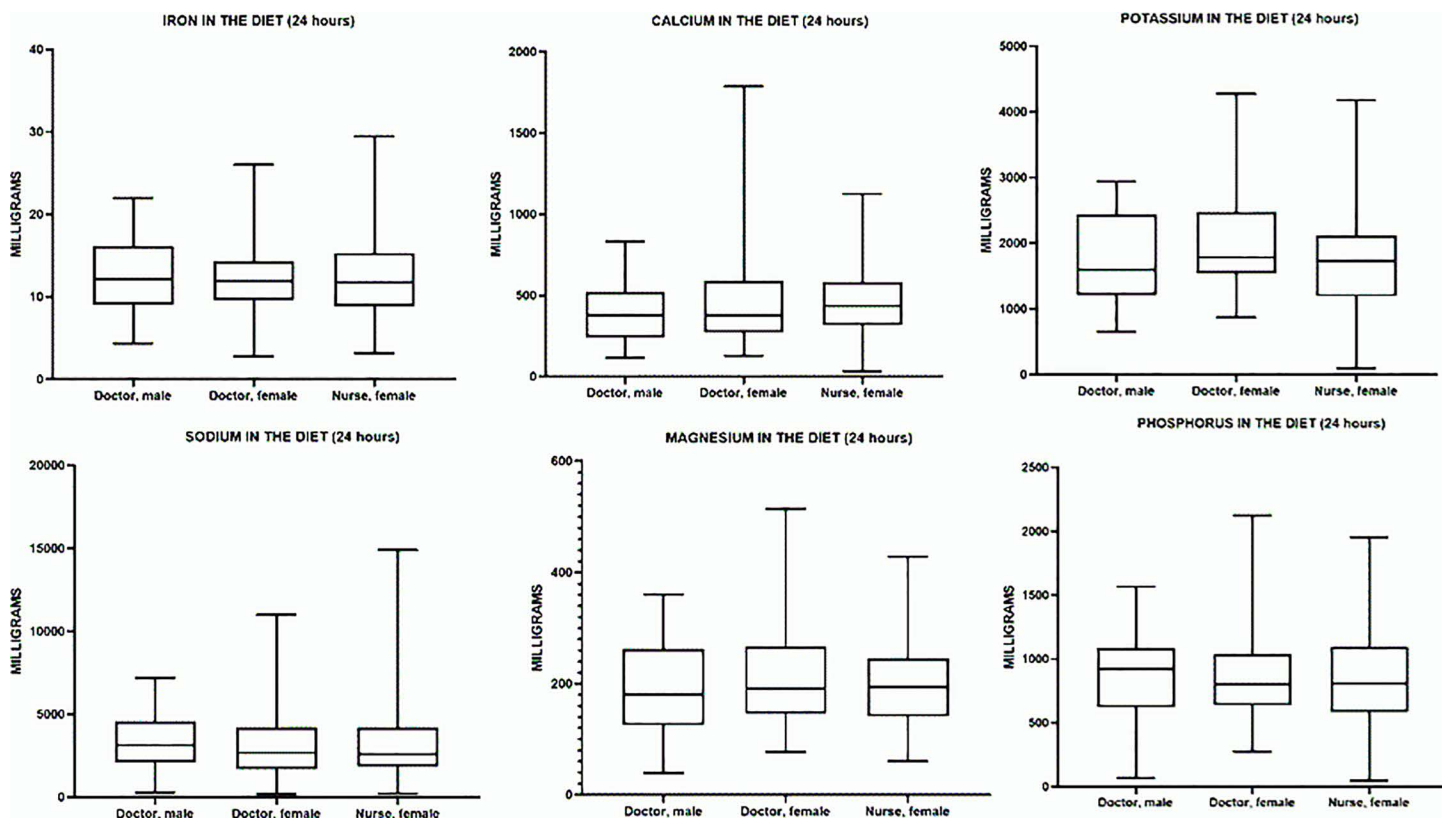 IRON IN THE DIET (24 hours)
MILLIGRAMS
40
30
20
10
0
Doctor, male
Doctor, female
Nurse, female
CALCIUM IN THE DIET (24 hours)
MILLIGRAMS
2000
1500
1000
500
0
Doctor, male
Doctor, female
Nurse, female
POTASSIUM IN THE DIET (24 hours)
MILLIGRAMS
5000
4000
3000
2000
1000
0
Doctor, male
Doctor, female
Nurse, female
SODIUM IN THE DIET (24 hours)
MILLIGRAMS
20000
15000
10000
5000
0
Doctor, male
Doctor, female
Nurse, female
MAGNESIUM IN THE DIET (24 hours)
MILLIGRAMS
600
400
200
0
Doctor, male
Doctor, female
Nurse, female
PHOSPHORUS IN THE DIET (24 hours)
MILLIGRAMS
2500
2000
1500
1000
500
0
Doctor, male
Doctor, female
Nurse, female